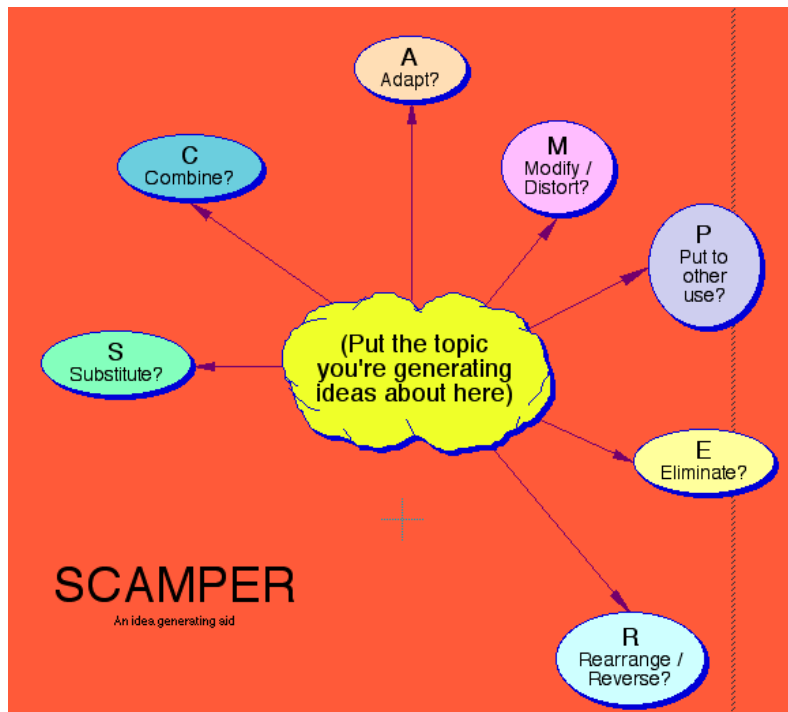 A
Adapt?
C
Combine?
M
Modify /
Distort?
P
Put to
other
use?
(Put the topic
you're generating
ideas about here)
S
Substitute?
E
Eliminate?
SCAMPER
An idea generating aid
R
Rearrange /
Reverse?